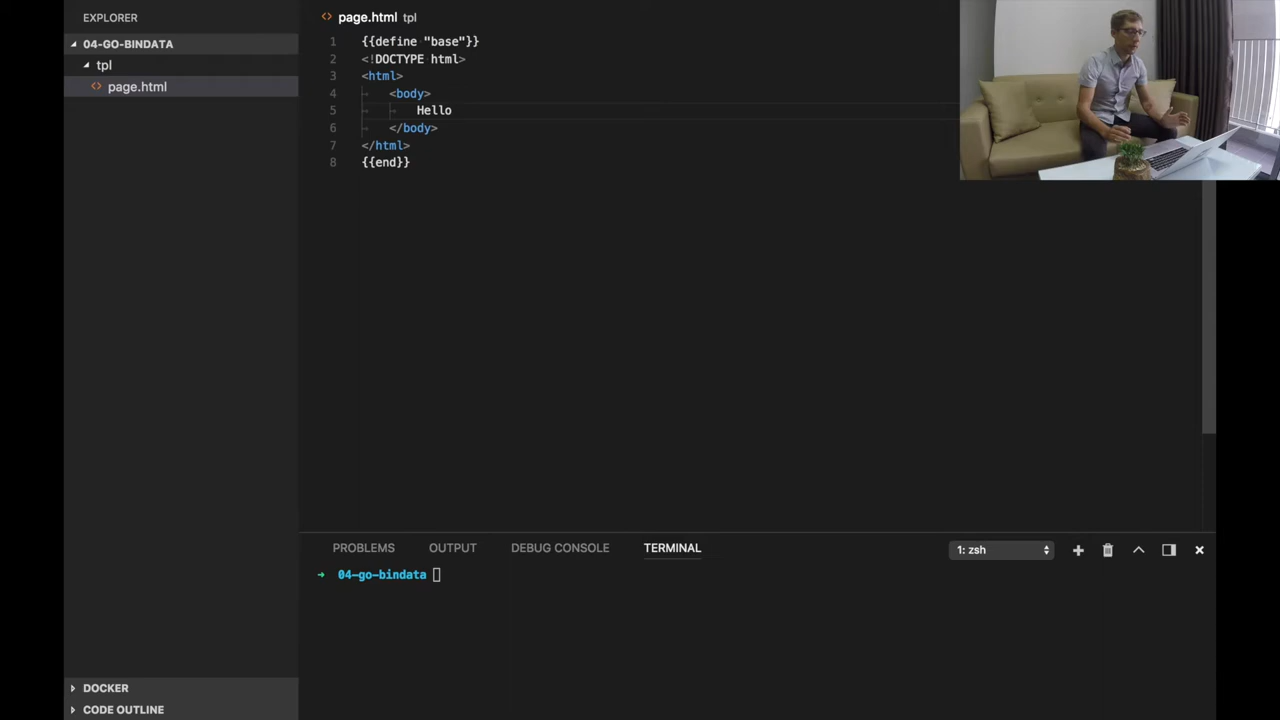 EXPLORER
04-GO-BINDATA
tpl
<> page.html
DOCKER
CODE OUTLINE
<> page.html tpl
1 {{define "base"}}
2 <!DOCTYPE html>
3 <html>
4 <body>
5 Hello
6 </body>
7 </html>
8 {{end}}
PROBLEMS OUTPUT DEBUG CONSOLE TERMINAL 1: zsh
→ 04-go-bindata